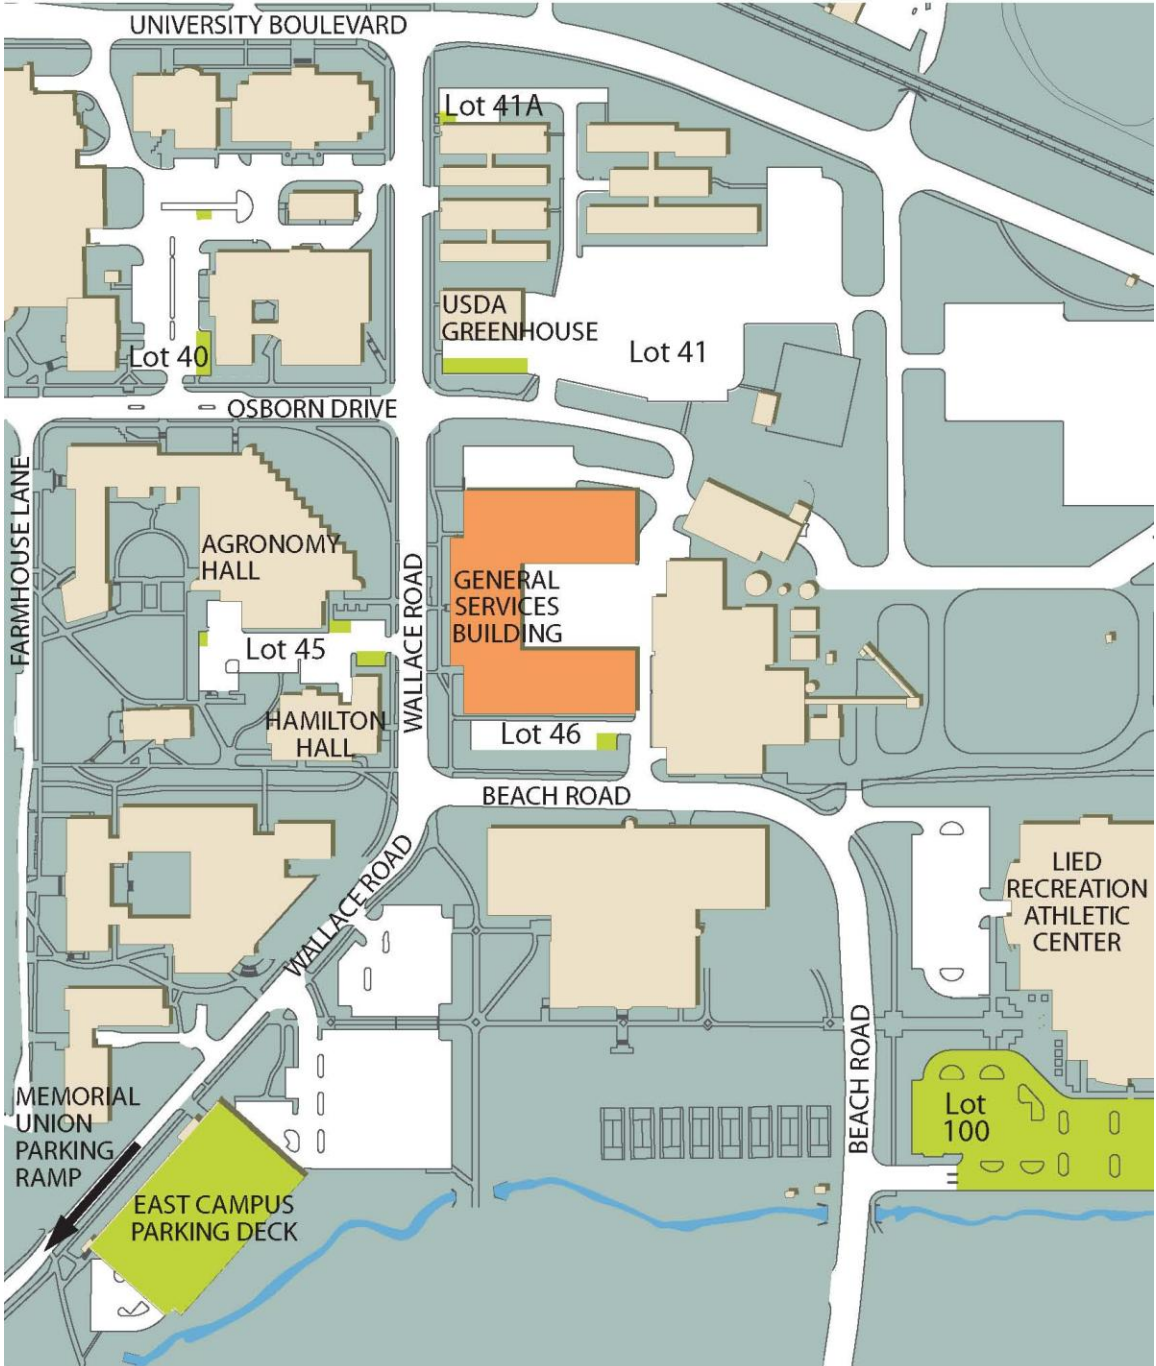 UNIVERSITY BOULEVARD
Lot 41A
USDA
GREENHOUSE
Lot 40
Lot 41
OSBORN DRIVE
FARMHOUSE LANE
AGRONOMY
HALL
WALLACE ROAD
GENERAL
SERVICES
BUILDING
Lot 45
HAMILTON
HALL
Lot 46
BEACH ROAD
WALLACE ROAD
LIED
RECREATION
ATHLETIC
CENTER
BEACH ROAD
MEMORIAL
UNION
PARKING
RAMP
Lot
100
EAST CAMPUS
PARKING DECK